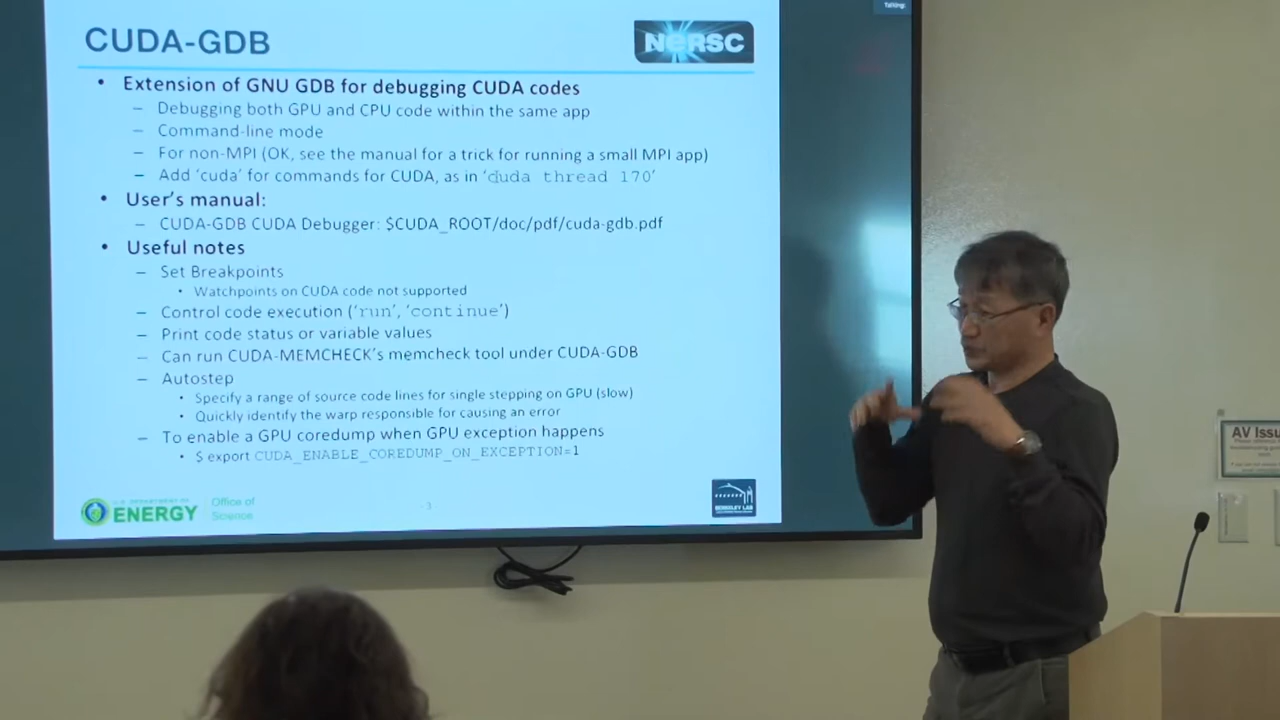 Talking:
CUDA-GDB
NERSC
• Extension of GNU GDB for debugging CUDA codes
– Debugging both GPU and CPU code within the same app
– Command-line mode
– For non-MPI (OK, see the manual for a trick for running a small MPI app)
– Add ‘cuda’ for commands for CUDA, as in ‘cuda thread 170’
• User’s manual:
– CUDA-GDB CUDA Debugger: $CUDA_ROOT/doc/pdf/cuda-gdb.pdf
• Useful notes
– Set Breakpoints
• Watchpoints on CUDA code not supported
– Control code execution (‘run’, ‘continue’)
– Print code status or variable values
– Can run CUDA-MEMCHECK’s memcheck tool under CUDA-GDB
– Autostep
• Specify a range of source code lines for single stepping on GPU (slow)
• Quickly identify the warp responsible for causing an error
– To enable a GPU coredump when GPU exception happens
• $ export CUDA_ENABLE_COREDUMP_ON_EXCEPTION=1
U.S. DEPARTMENT OF
ENERGY
Office of
Science
- 3
BERKELEY LAB
AV Issu